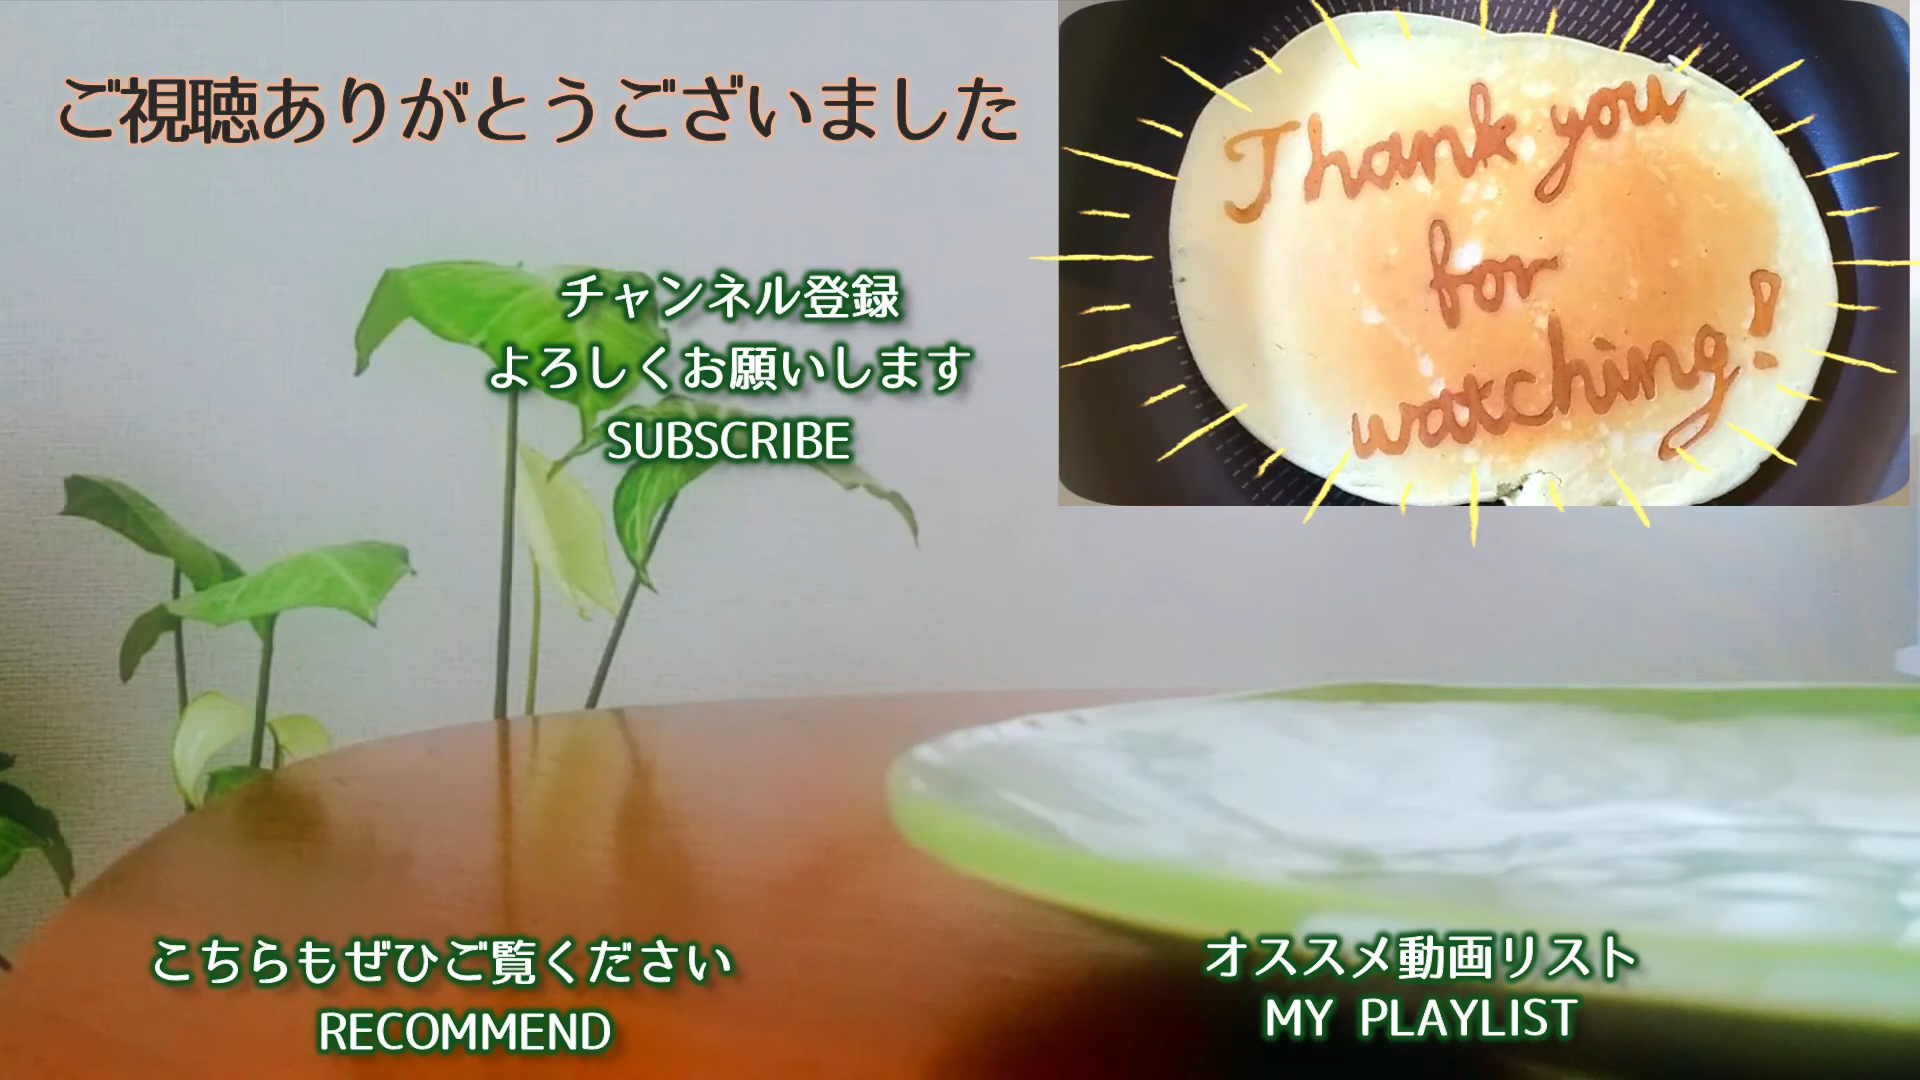 ご視聴ありがとうございました
Thank you
for
watching!
チャンネル登録
よろしくお願いします
SUBSCRIBE
こちらもぜひご覧ください
RECOMMEND
オススメ動画リスト
MY PLAYLIST